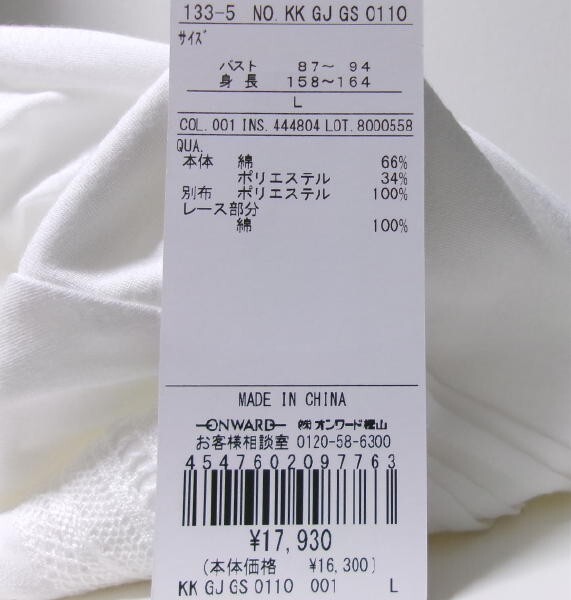 133-5 NO. KK GJ GS 0110
サイズ
バスト 87～ 94
身 長 158～164
L
COL. 001 INS. 444804 LOT. 8000558
QUA.
本体 綿 66%
ポリエステル 34%
別布 ポリエステル 100%
レース部分
綿 100%
MADE IN CHINA
ONWARD ㈱オンワード樫山
お客様相談室 0120-58-6300
4547602097763
¥17,930
(本体価格 ¥16,300)
KK GJ GS 0110 001 L